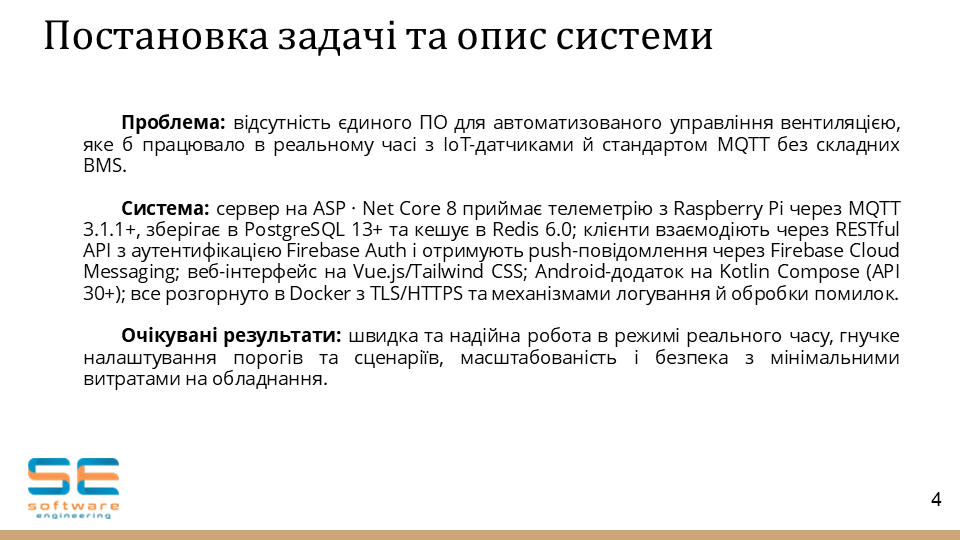 Постановка задачі та опис системи
Проблема: відсутність єдиного ПО для автоматизованого управління вентиляцією,
яке б працювало в реальному часі з IoT-датчиками й стандартом MQTT без складних
BMS.
Система: сервер на ASP · Net Core 8 приймає телеметрію з Raspberry Pi через MQTT
3.1.1+, зберігає в PostgreSQL 13+ та кешує в Redis 6.0; клієнти взаємодіють через RESTful
API з аутентифікацією Firebase Auth і отримують push-повідомлення через Firebase Cloud
Messaging; веб-інтерфейс на Vue.js/Tailwind CSS; Android-додаток на Kotlin Compose (API
30+); все розгорнуто в Docker з TLS/HTTPS та механізмами логування й обробки помилок.
Очікувані результати: швидка та надійна робота в режимі реального часу, гнучке
налаштування порогів та сценаріїв, масштабованість і безпека з мінімальними
витратами на обладнання.
SE
software
engineering
4